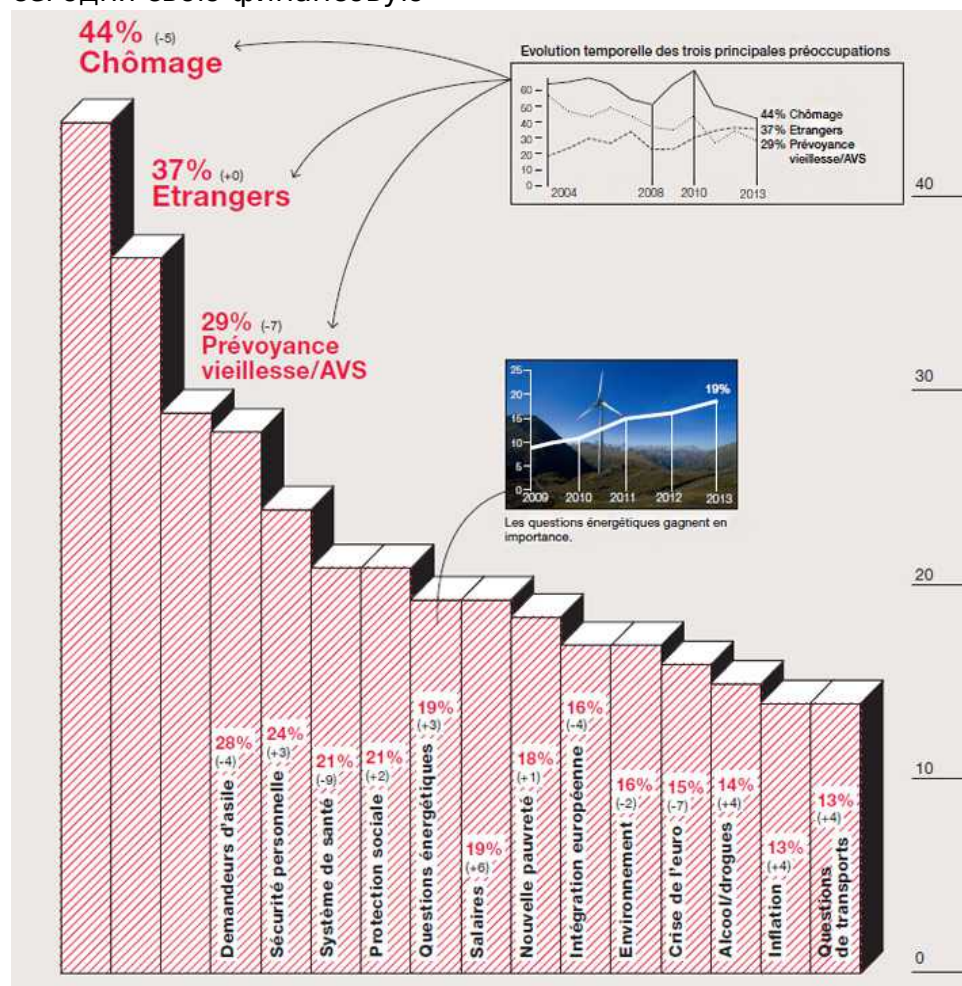 сегодня свою финансовую
44% (-5)
Chômage
37% (+0)
Etrangers
29% (-7)
Prévoyance
vieillesse/AVS
Evolution temporelle des trois principales préoccupations
60
50
40
30
20
10
0
2004
2008
2010
2013
44% Chômage
37% Etrangers
29% Prévoyance
vieillesse/AVS
25
20
15
10
5
0
19%
2009
2010
2011
2012
2013
Les questions énergétiques gagnent en
importance.
40
30
20
10
0
28%
(-4)
Demandeurs d'asile
24%
(+3)
Sécurité personnelle
21%
(-9)
Système de santé
21%
(+2)
Protection sociale
19%
(+3)
Questions énergétiques
19%
(+6)
Salaires
18%
(+1)
Nouvelle pauvreté
16%
(-4)
Intégration européenne
16%
(-2)
Environnement
15%
(-7)
Crise de l'euro
14%
(+4)
Alcool/drogues
13%
(+4)
Inflation
13%
(+4)
Questions
de transports